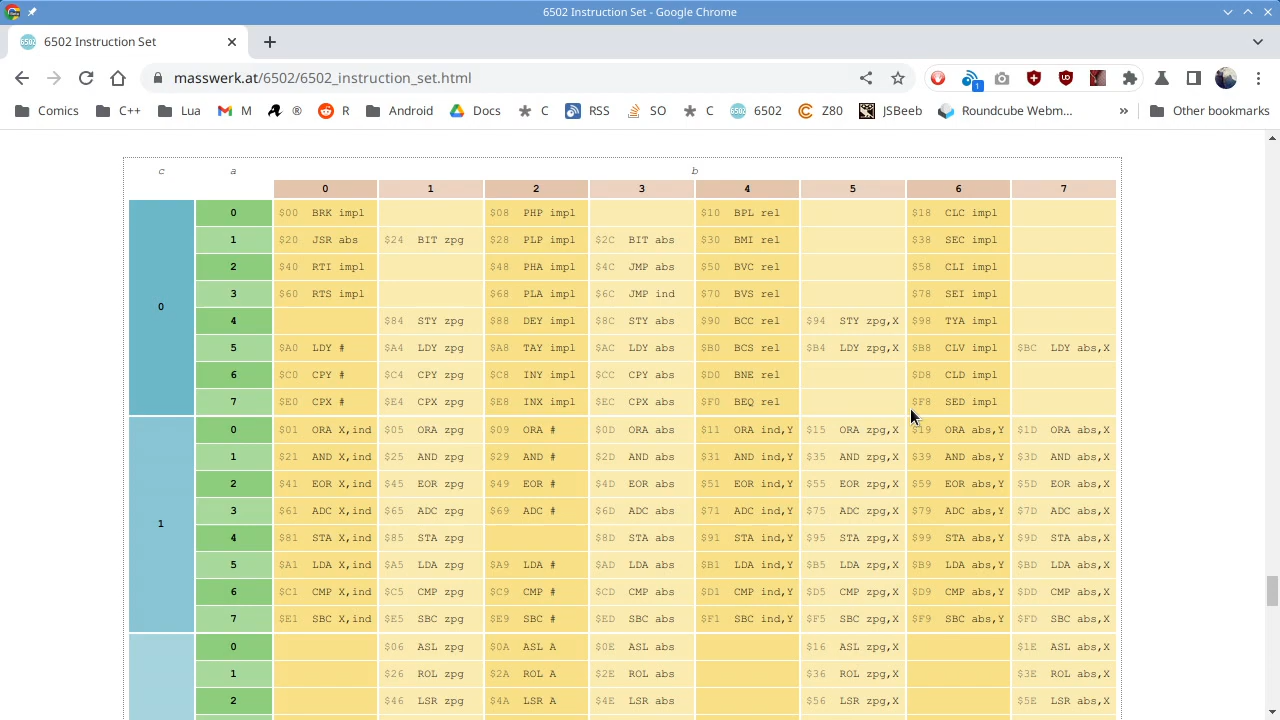 6502 Instruction Set - Google Chrome
6502 Instruction Set
masswerk.at/6502/6502_instruction_set.html
1
Comics C++ Lua M ® R Android Docs C RSS SO C 6502 Z80 JSBeeb Roundcube Webm... » Other bookmarks
c a b
0 1 2 3 4 5 6 7
0 $00 BRK impl $08 PHP impl $10 BPL rel $18 CLC impl
1 $20 JSR abs $24 BIT zpg $28 PLP impl $2C BIT abs $30 BMI rel $38 SEC impl
2 $40 RTI impl $48 PHA impl $4C JMP abs $50 BVC rel $58 CLI impl
3 $60 RTS impl $68 PLA impl $6C JMP ind $70 BVS rel $78 SEI impl
0
4 $84 STY zpg $88 DEY impl $8C STY abs $90 BCC rel $94 STY zpg,X $98 TYA impl
5 $A0 LDY # $A4 LDY zpg $A8 TAY impl $AC LDY abs $B0 BCS rel $B4 LDY zpg,X $B8 CLV impl $BC LDY abs,X
6 $C0 CPY # $C4 CPY zpg $C8 INY impl $CC CPY abs $D0 BNE rel $D8 CLD impl
7 $E0 CPX # $E4 CPX zpg $E8 INX impl $EC CPX abs $F0 BEQ rel $F8 SED impl
0 $01 ORA X,ind $05 ORA zpg $09 ORA # $0D ORA abs $11 ORA ind,Y $15 ORA zpg,X $19 ORA abs,Y $1D ORA abs,X
1 $21 AND X,ind $25 AND zpg $29 AND # $2D AND abs $31 AND ind,Y $35 AND zpg,X $39 AND abs,Y $3D AND abs,X
2 $41 EOR X,ind $45 EOR zpg $49 EOR # $4D EOR abs $51 EOR ind,Y $55 EOR zpg,X $59 EOR abs,Y $5D EOR abs,X
3 $61 ADC X,ind $65 ADC zpg $69 ADC # $6D ADC abs $71 ADC ind,Y $75 ADC zpg,X $79 ADC abs,Y $7D ADC abs,X
1
4 $81 STA X,ind $85 STA zpg $8D STA abs $91 STA ind,Y $95 STA zpg,X $99 STA abs,Y $9D STA abs,X
5 $A1 LDA X,ind $A5 LDA zpg $A9 LDA # $AD LDA abs $B1 LDA ind,Y $B5 LDA zpg,X $B9 LDA abs,Y $BD LDA abs,X
6 $C1 CMP X,ind $C5 CMP zpg $C9 CMP # $CD CMP abs $D1 CMP ind,Y $D5 CMP zpg,X $D9 CMP abs,Y $DD CMP abs,X
7 $E1 SBC X,ind $E5 SBC zpg $E9 SBC # $ED SBC abs $F1 SBC ind,Y $F5 SBC zpg,X $F9 SBC abs,Y $FD SBC abs,X
0 $06 ASL zpg $0A ASL A $0E ASL abs $16 ASL zpg,X $1E ASL abs,X
1 $26 ROL zpg $2A ROL A $2E ROL abs $36 ROL zpg,X $3E ROL abs,X
2 $46 LSR zpg $4A LSR A $4E LSR abs $56 LSR zpg,X $5E LSR abs,X